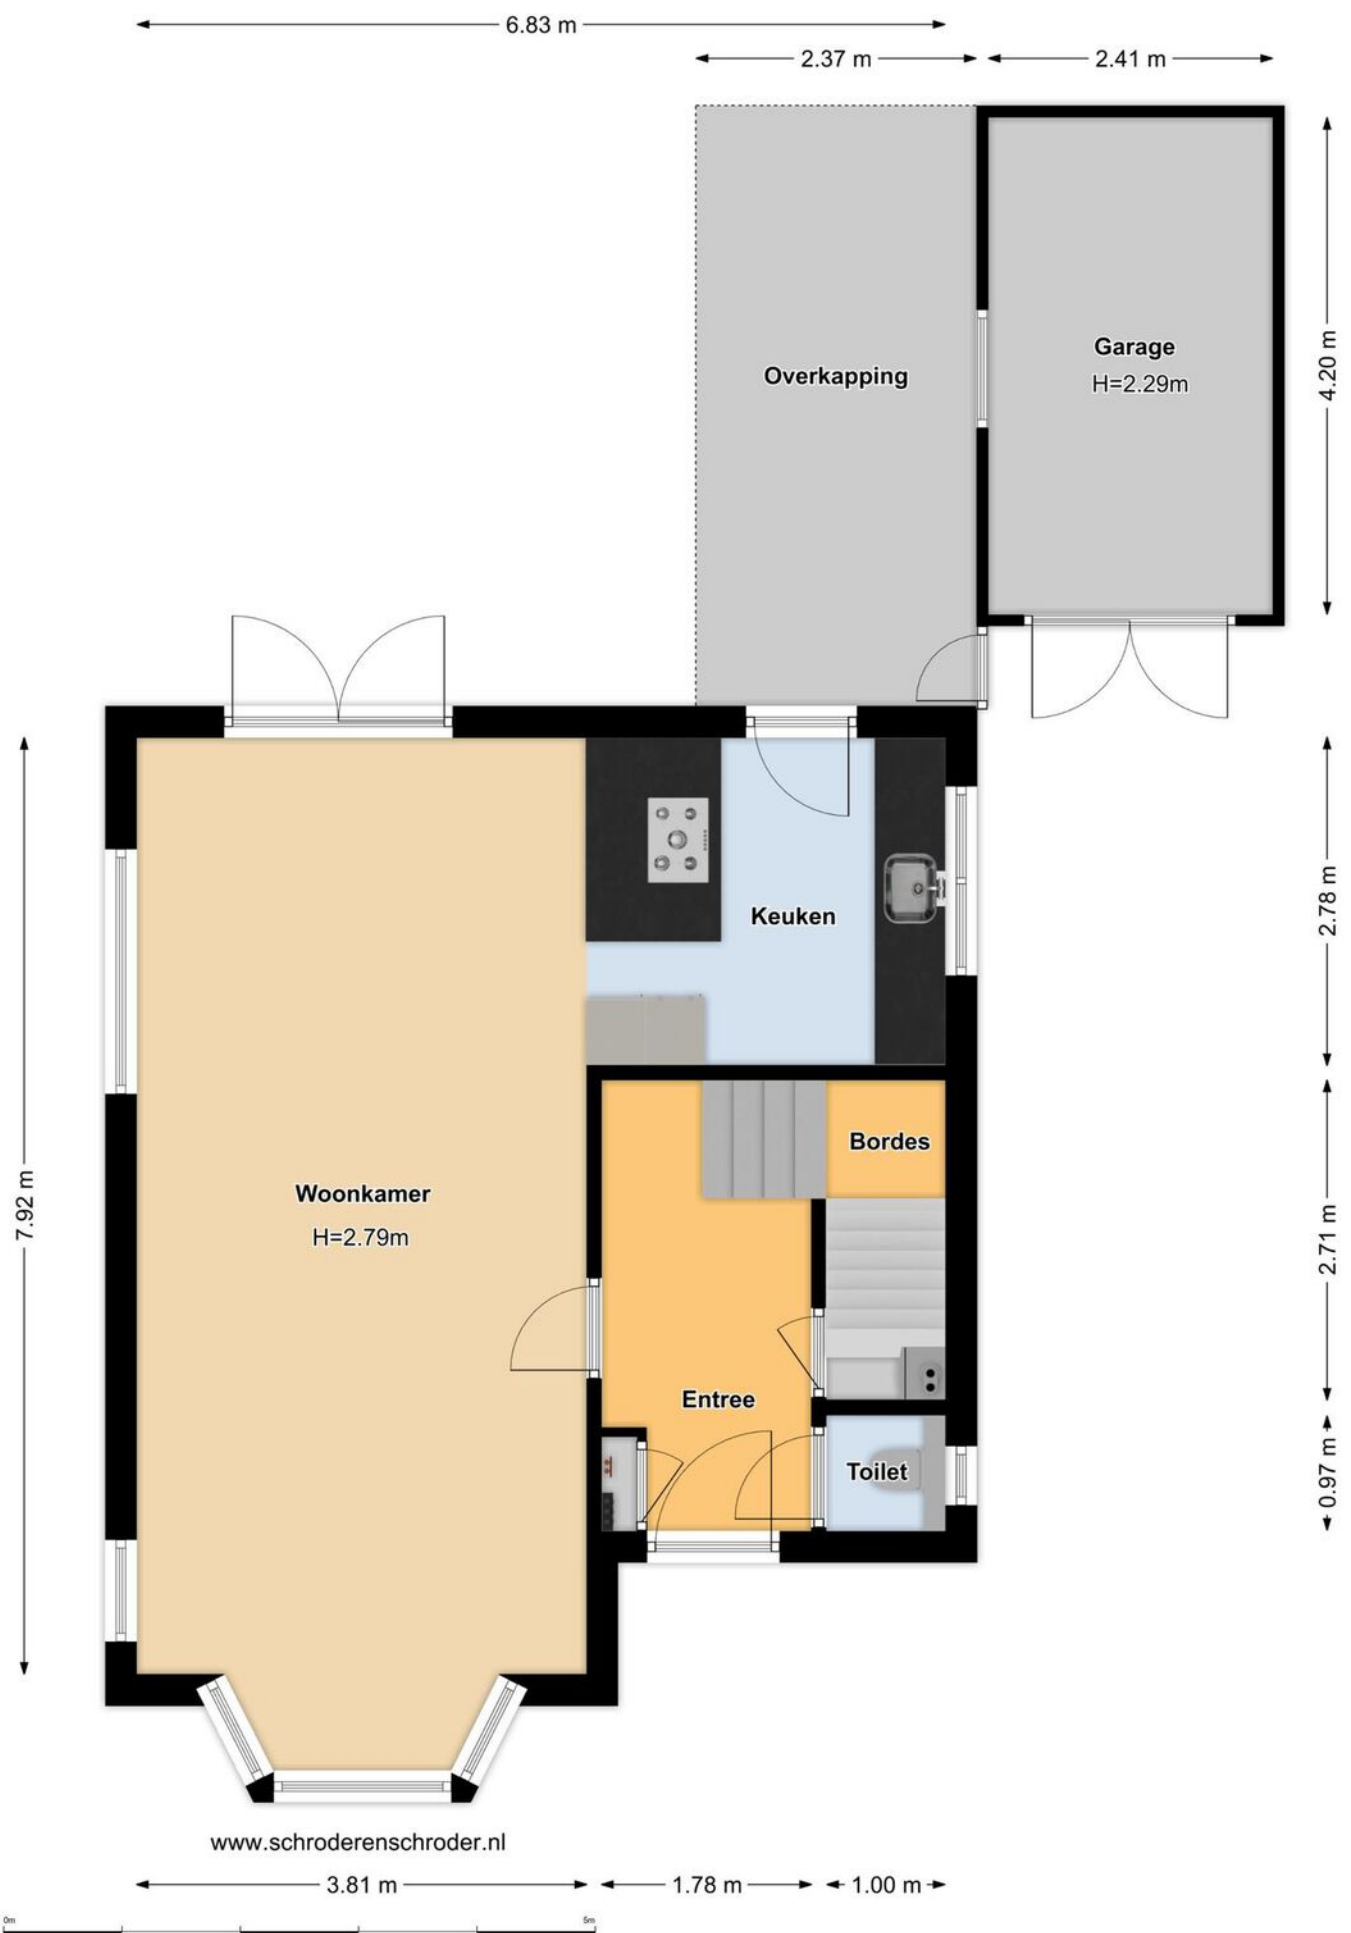 6.83 m
2.37 m
2.41 m
Garage
H=2.29m
4.20 m
Overkapping
Keuken
2.78 m
Bordes
Woonkamer
H=2.79m
7.92 m
2.71 m
Entree
Toilet
0.97 m
www.schroderenschroder.nl
3.81 m
1.78 m
1.00 m
0m
5m